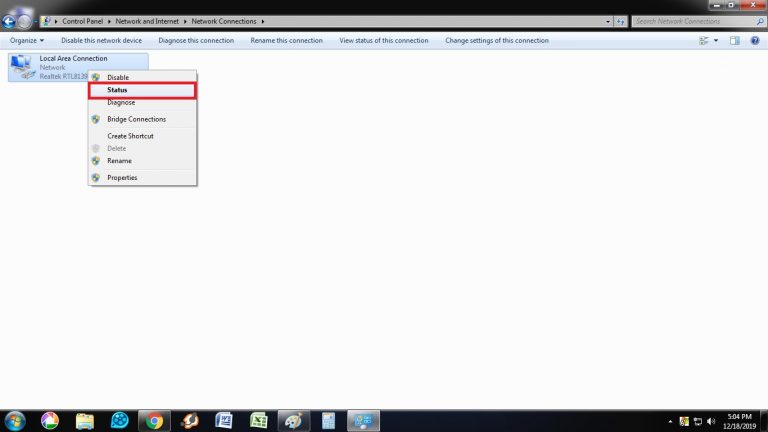 Control Panel Network and Internet Network Connections
Search Network Connections
Organize Disable this network device Diagnose this connection Rename this connection View status of this connection Change settings of this connection
Local Area Connection
Network
Realtek RTL8139
Disable
Status
Diagnose
Bridge Connections
Create Shortcut
Delete
Rename
Properties
5:04 PM
12/18/2019